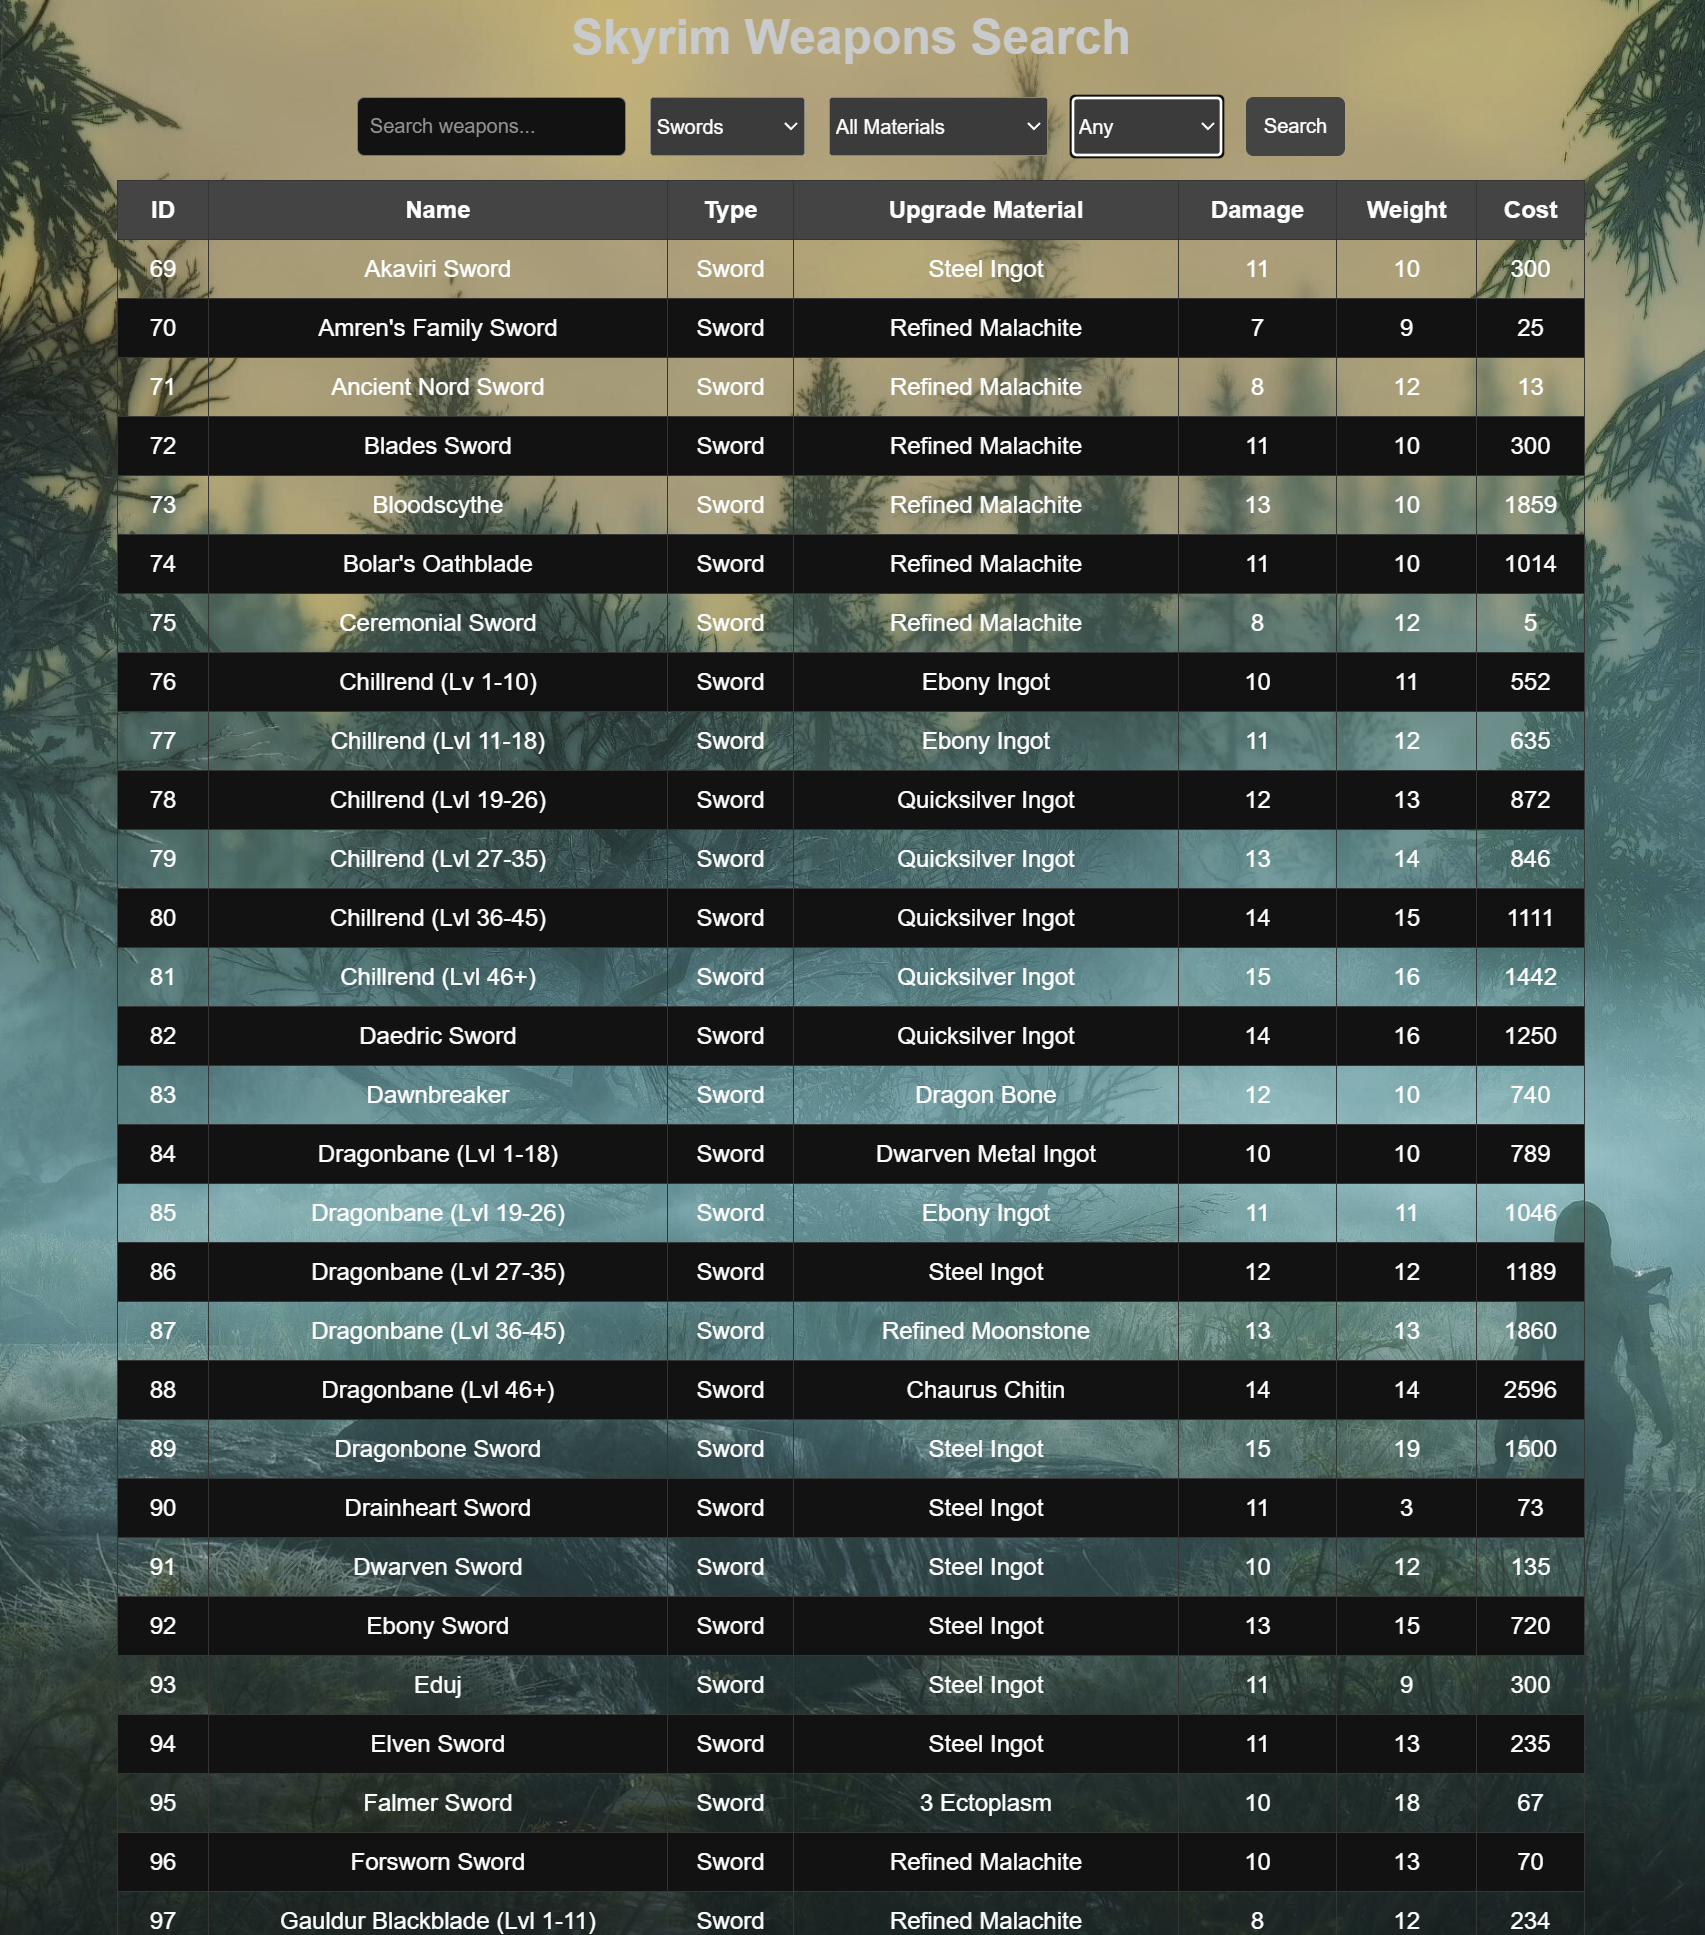 Skyrim Weapons Search
Search weapons... Swords All Materials Any Search
ID Name Type Upgrade Material Damage Weight Cost
69 Akaviri Sword Sword Steel Ingot 11 10 300
70 Amren's Family Sword Sword Refined Malachite 7 9 25
71 Ancient Nord Sword Sword Refined Malachite 8 12 13
72 Blades Sword Sword Refined Malachite 11 10 300
73 Bloodscythe Sword Refined Malachite 13 10 1859
74 Bolar's Oathblade Sword Refined Malachite 11 10 1014
75 Ceremonial Sword Sword Refined Malachite 8 12 5
76 Chillrend (Lv 1-10) Sword Ebony Ingot 10 11 552
77 Chillrend (Lvl 11-18) Sword Ebony Ingot 11 12 635
78 Chillrend (Lvl 19-26) Sword Quicksilver Ingot 12 13 872
79 Chillrend (Lvl 27-35) Sword Quicksilver Ingot 13 14 846
80 Chillrend (Lvl 36-45) Sword Quicksilver Ingot 14 15 1111
81 Chillrend (Lvl 46+) Sword Quicksilver Ingot 15 16 1442
82 Daedric Sword Sword Quicksilver Ingot 14 16 1250
83 Dawnbreaker Sword Dragon Bone 12 10 740
84 Dragonbane (Lvl 1-18) Sword Dwarven Metal Ingot 10 10 789
85 Dragonbane (Lvl 19-26) Sword Ebony Ingot 11 11 1046
86 Dragonbane (Lvl 27-35) Sword Steel Ingot 12 12 1189
87 Dragonbane (Lvl 36-45) Sword Refined Moonstone 13 13 1860
88 Dragonbane (Lvl 46+) Sword Chaurus Chitin 14 14 2596
89 Dragonbone Sword Sword Steel Ingot 15 19 1500
90 Drainheart Sword Sword Steel Ingot 11 3 73
91 Dwarven Sword Sword Steel Ingot 10 12 135
92 Ebony Sword Sword Steel Ingot 13 15 720
93 Eduj Sword Steel Ingot 11 9 300
94 Elven Sword Sword Steel Ingot 11 13 235
95 Falmer Sword Sword 3 Ectoplasm 10 18 67
96 Forsworn Sword Sword Refined Malachite 10 13 70
97 Gauldur Blackblade (Lvl 1-11) Sword Refined Malachite 8 12 234